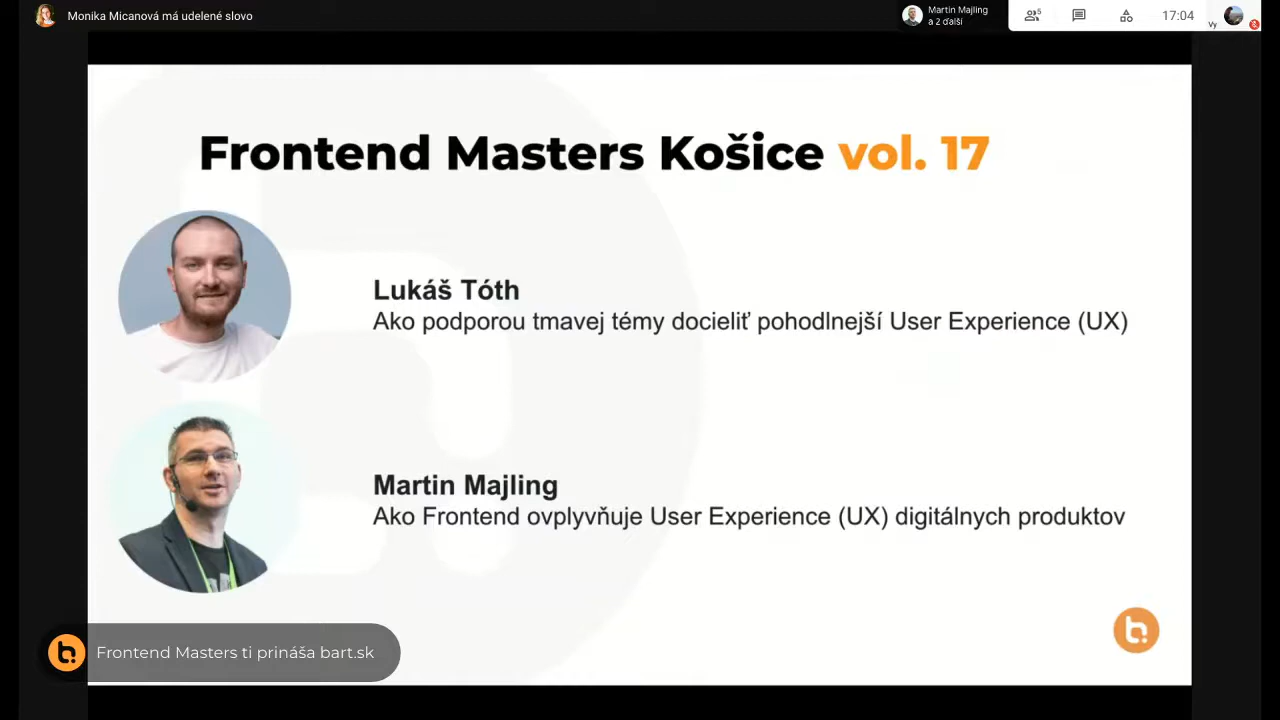 Monika Micanová má udelené slovo
Martin Majling
a 2 ďalší
5
17:04
Vy
Frontend Masters Košice vol. 17
Lukáš Tóth
Ako podporou tmavej témy docieliť pohodlnejší User Experience (UX)
Martin Majling
Ako Frontend ovplyvňuje User Experience (UX) digitálnych produktov
b.
b.
Frontend Masters ti prináša bart.sk